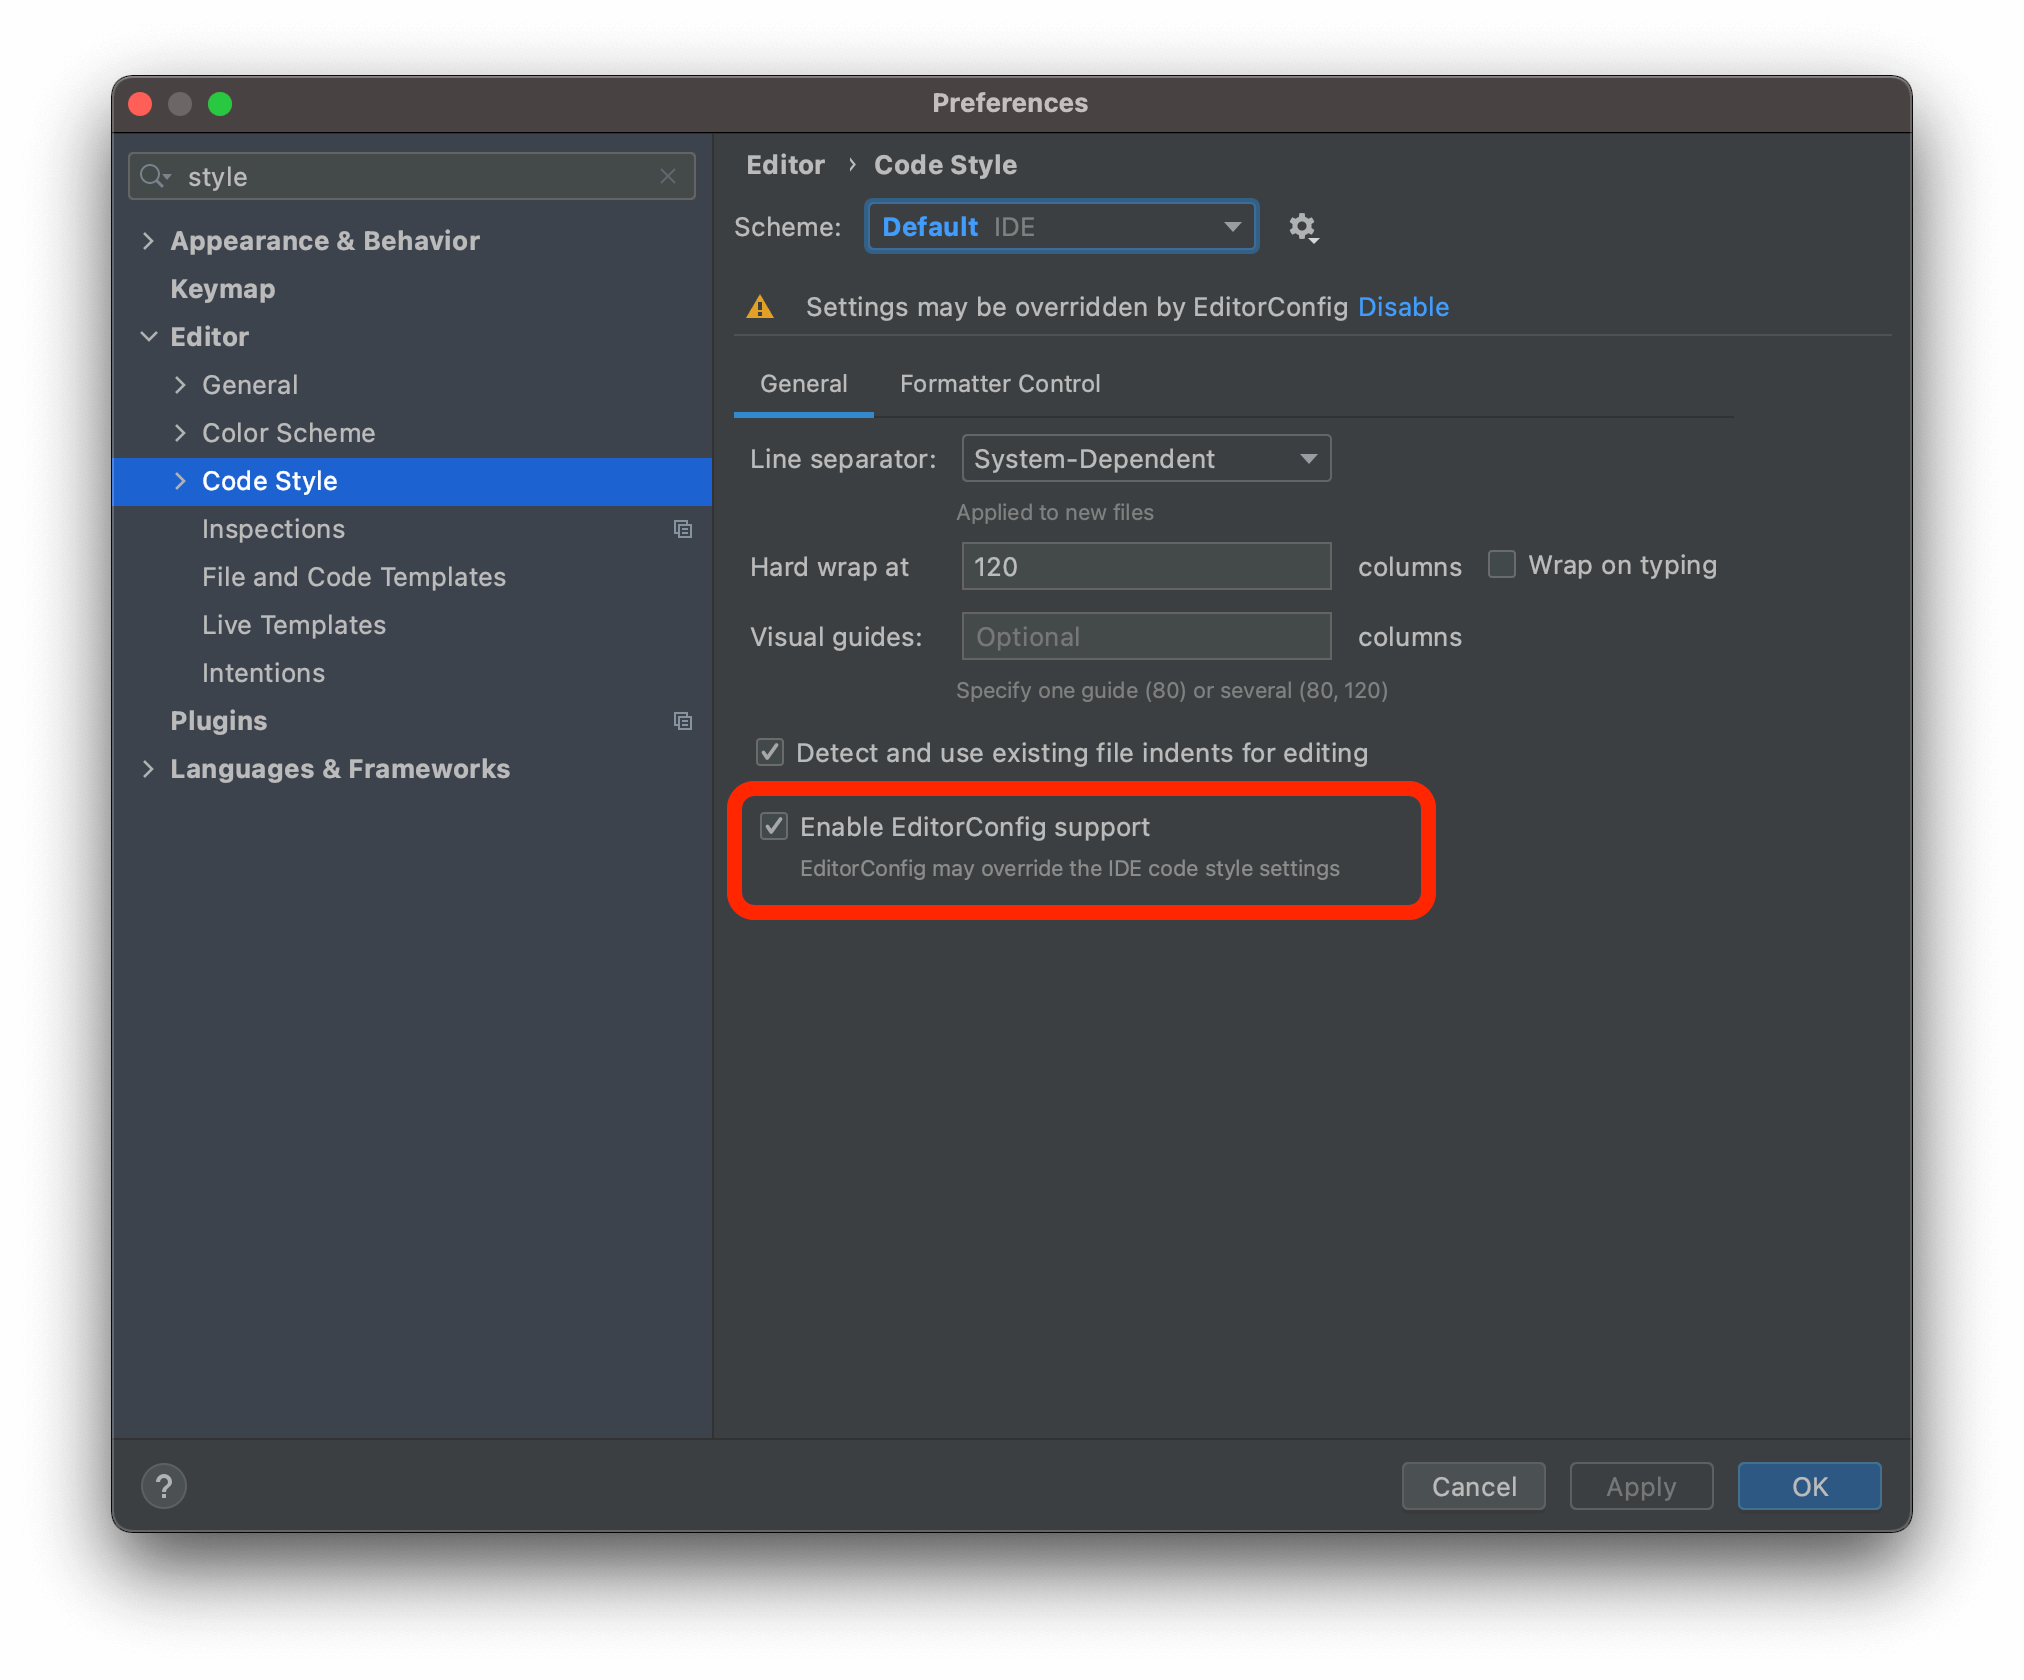 Preferences
style
Appearance & Behavior
Keymap
Editor
General
Color Scheme
Code Style
Inspections
File and Code Templates
Live Templates
Intentions
Plugins
Languages & Frameworks
Editor › Code Style
Scheme: Default IDE
Settings may be overridden by EditorConfig Disable
General Formatter Control
Line separator: System-Dependent
Applied to new files
Hard wrap at 120 columns Wrap on typing
Visual guides: Optional columns
Specify one guide (80) or several (80, 120)
Detect and use existing file indents for editing
Enable EditorConfig support
EditorConfig may override the IDE code style settings
? Cancel Apply OK